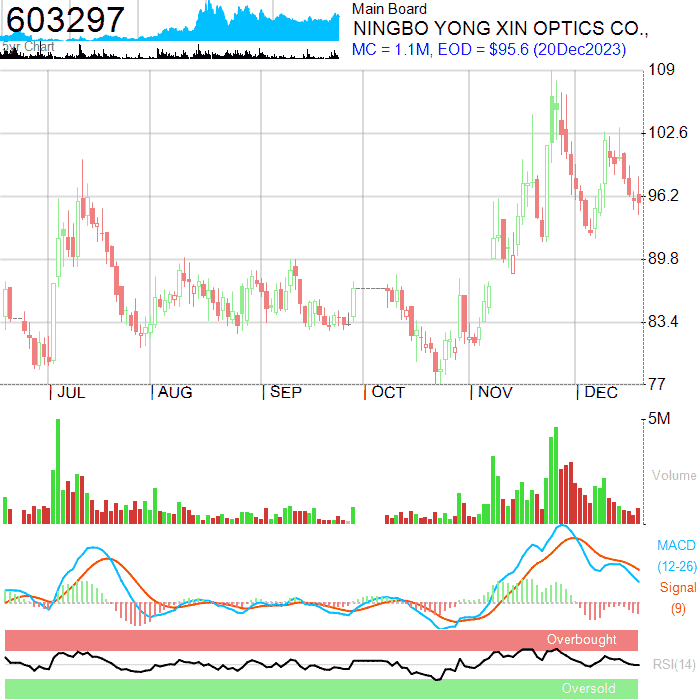 603297
5yr Chart
Main Board
NINGBO YONG XIN OPTICS CO.,
MC = 1.1M, EOD = $95.6 (20Dec2023)
109
102.6
96.2
89.8
83.4
77
JUL
AUG
SEP
OCT
NOV
DEC
5M
Volume
MACD
(12-26)
Signal
(9)
Overbought
RSI(14)
Oversold